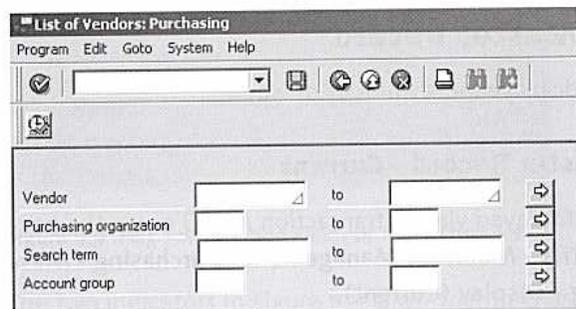 List of Vendors: Purchasing
Program Edit Goto System Help
Vendor to
Purchasing organization to
Search term to
Account group to